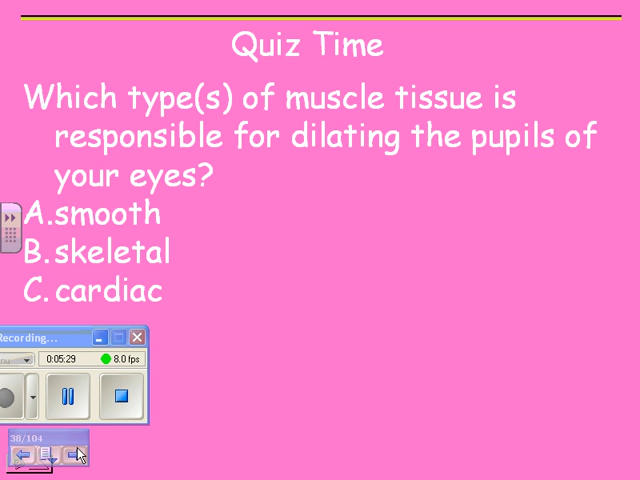 Quiz Time
Which type(s) of muscle tissue is
responsible for dilating the pupils of
your eyes?
A.smooth
B.skeletal
C. cardiac
Recording...
0:05:29 8.0 fps
38/104